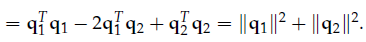 = q₁ᵀq₁ − 2q₁ᵀq₂ + q₂ᵀq₂ = ‖q₁‖² + ‖q₂‖².